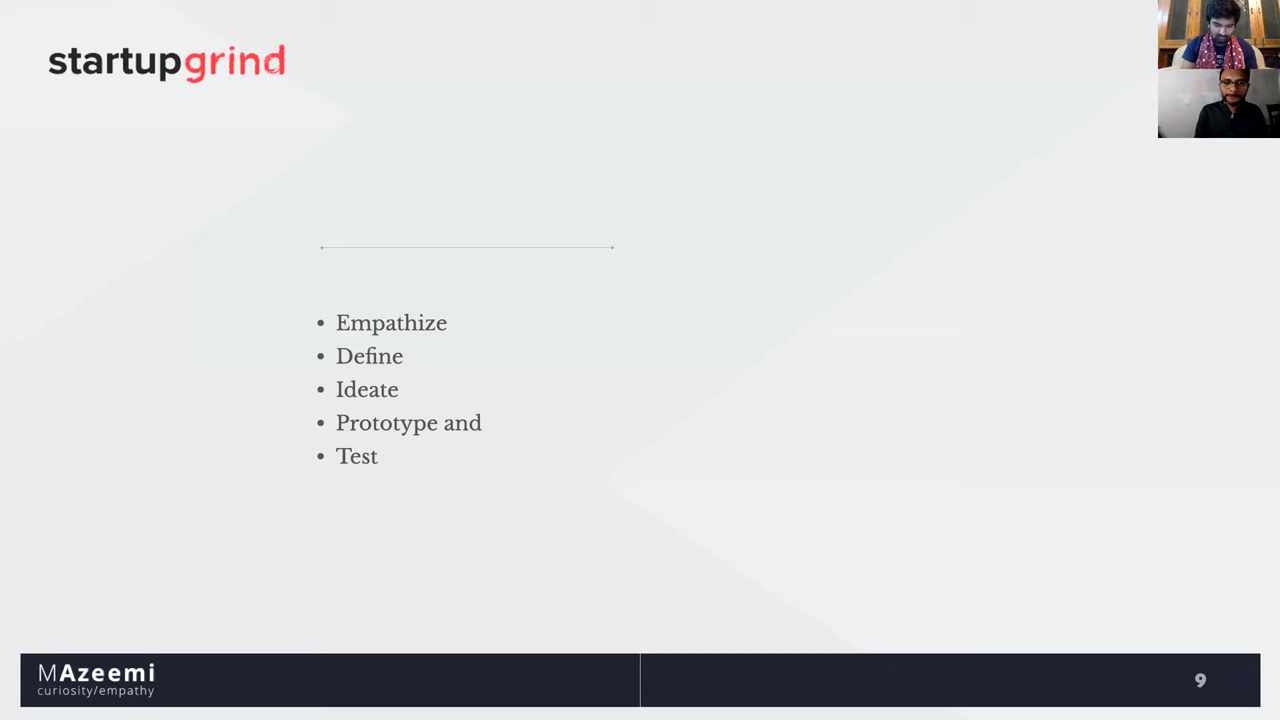 startupgrind
• Empathize
• Define
• Ideate
• Prototype and
• Test
MAzeemi
curiosity/empathy
9